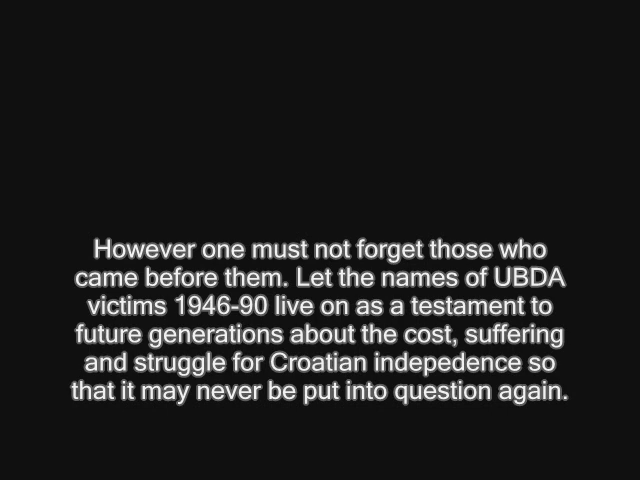 However one must not forget those who
came before them. Let the names of UBDA
victims 1946-90 live on as a testament to
future generations about the cost, suffering
and struggle for Croatian indepedence so
that it may never be put into question again.